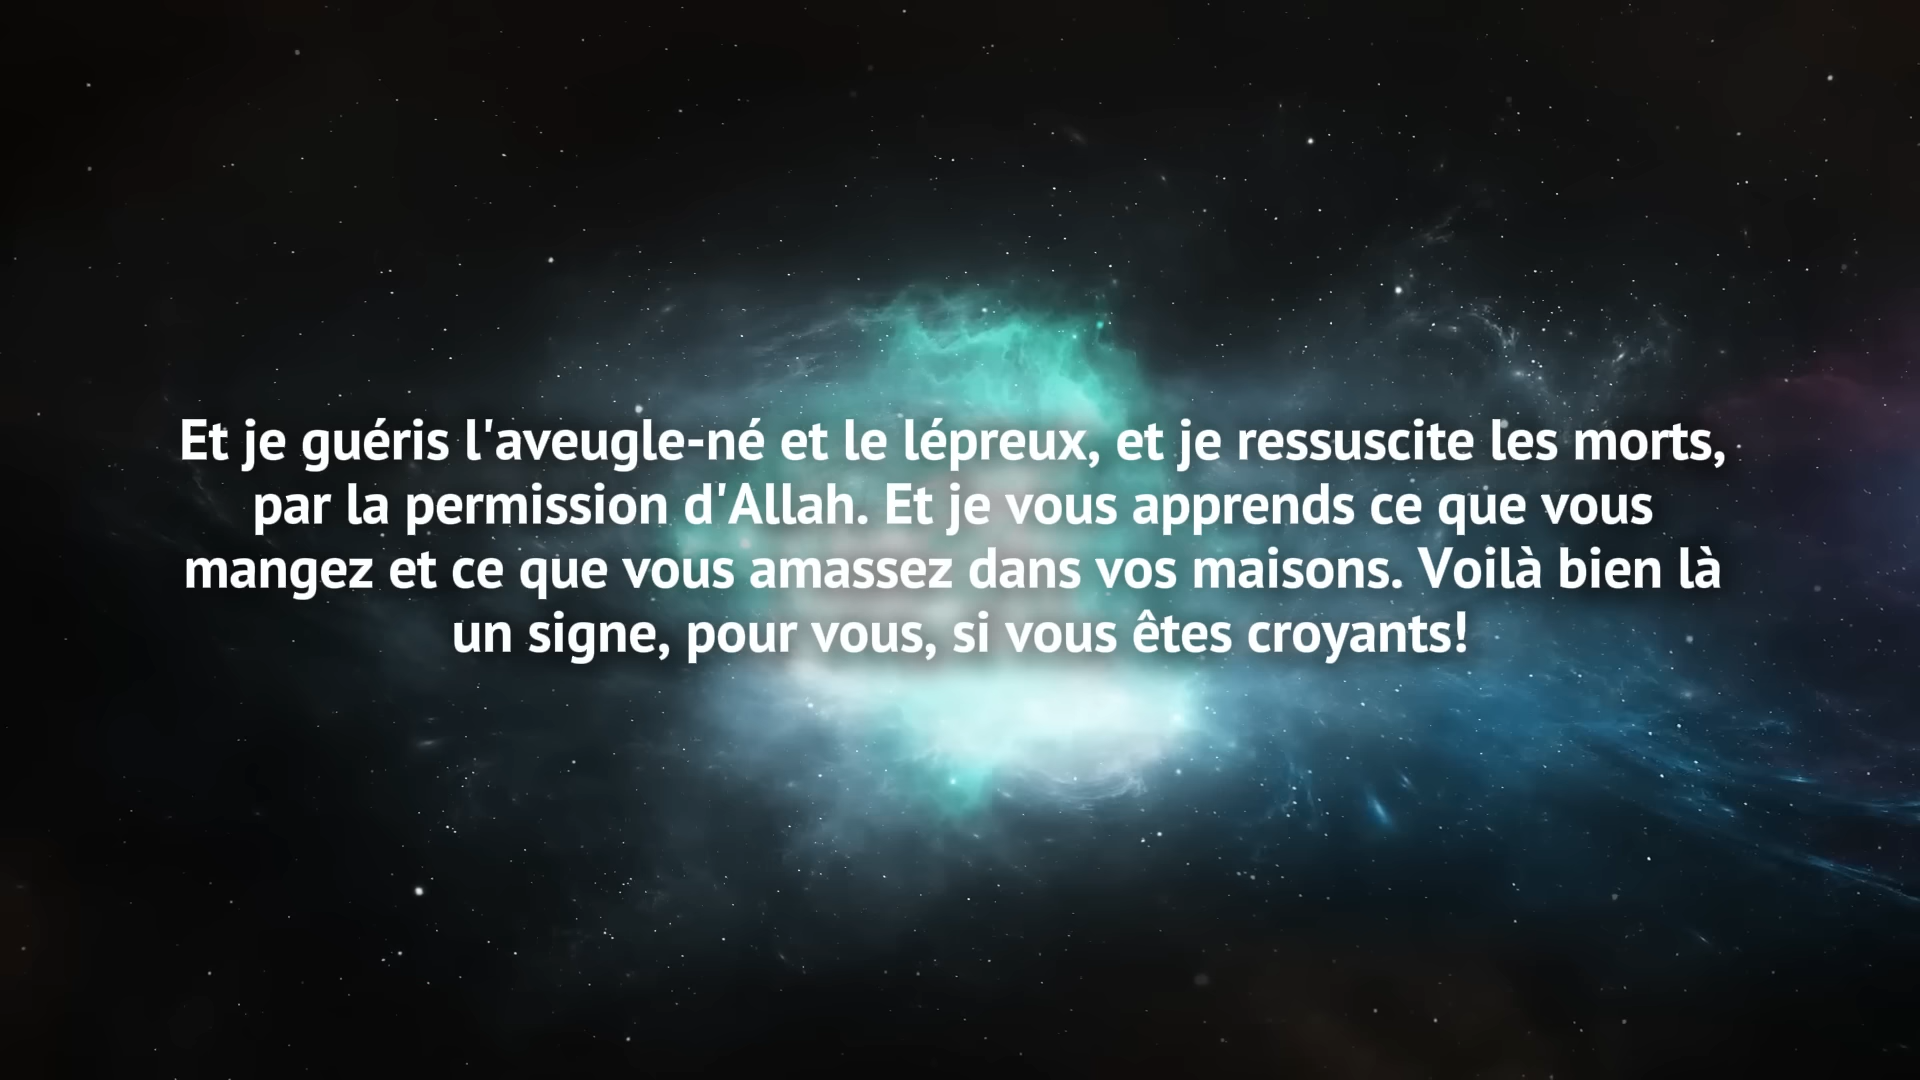 Et je guéris l'aveugle-né et le lépreux, et je ressuscite les morts,
par la permission d'Allah. Et je vous apprends ce que vous
mangez et ce que vous amassez dans vos maisons. Voilà bien là
un signe, pour vous, si vous êtes croyants!